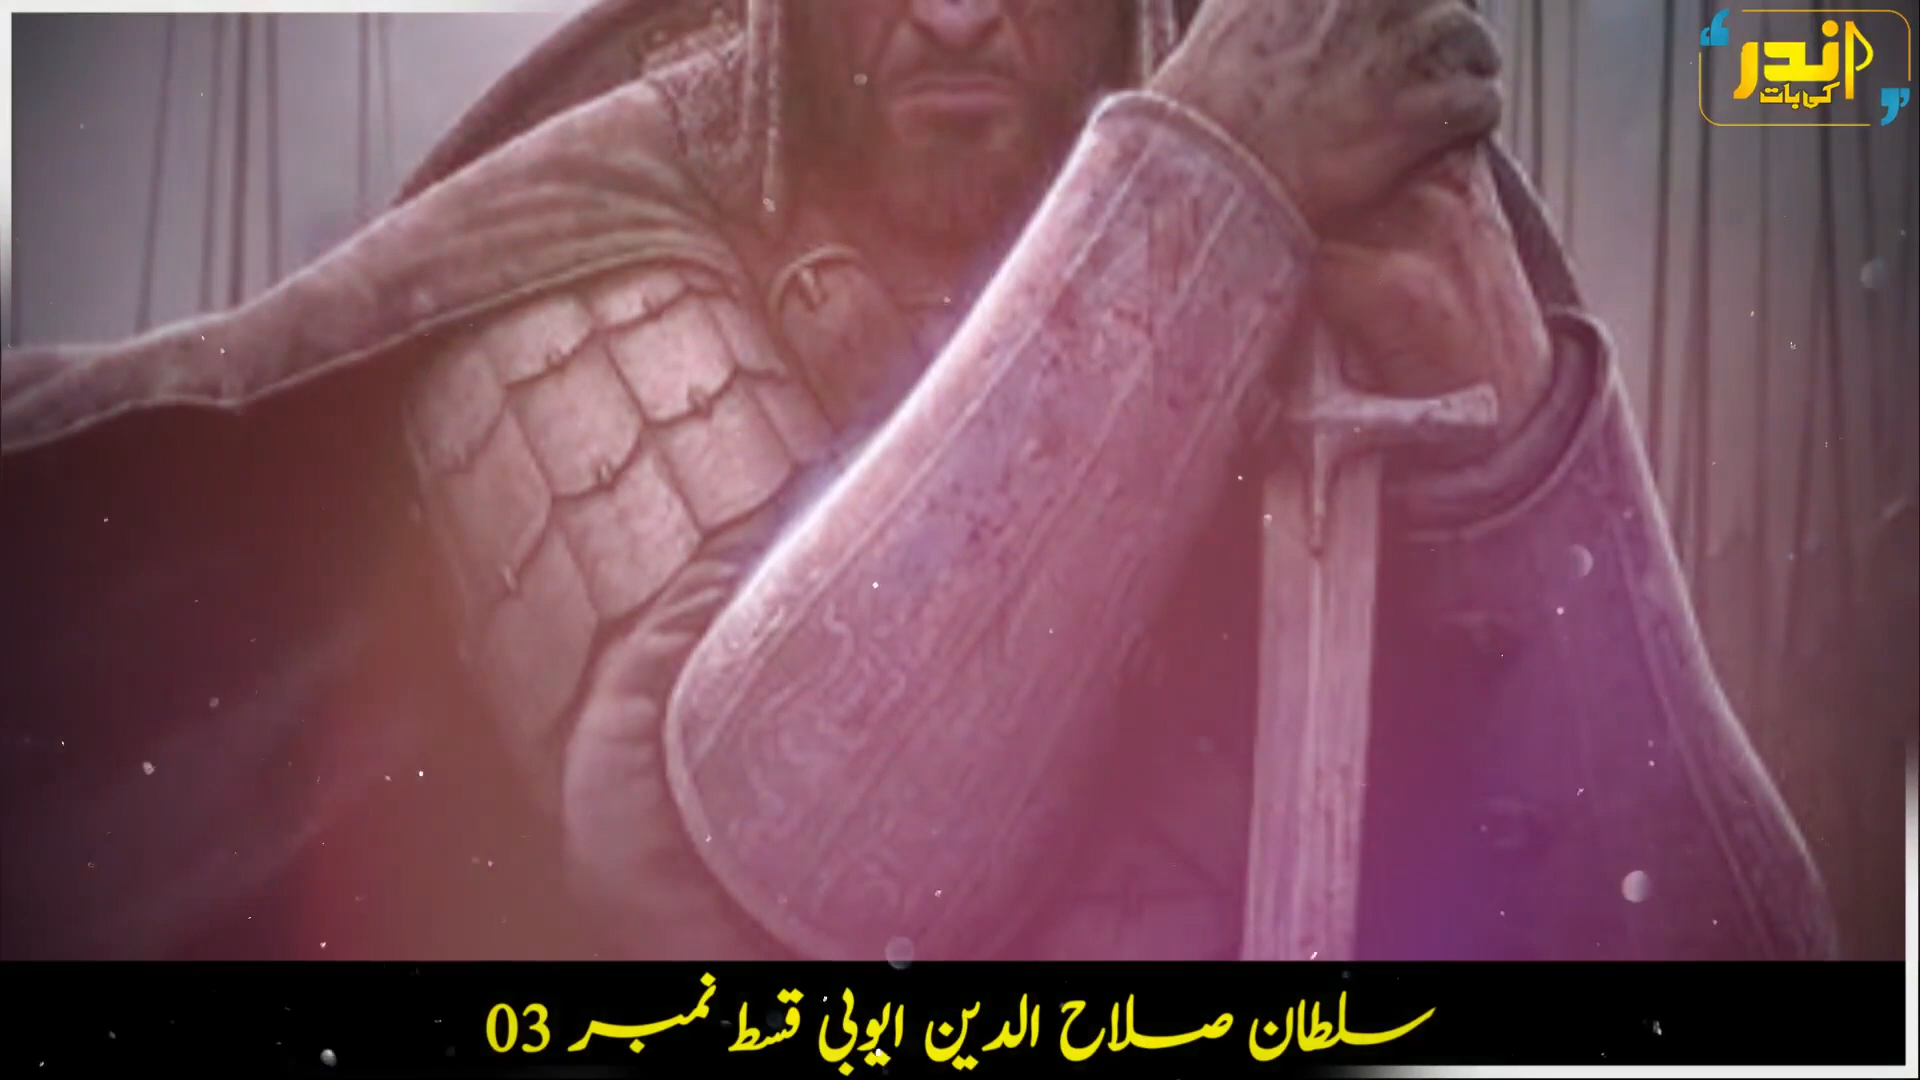 اندر
کی بات
سلطان صلاح الدین ایوبی قسط نمبر 03